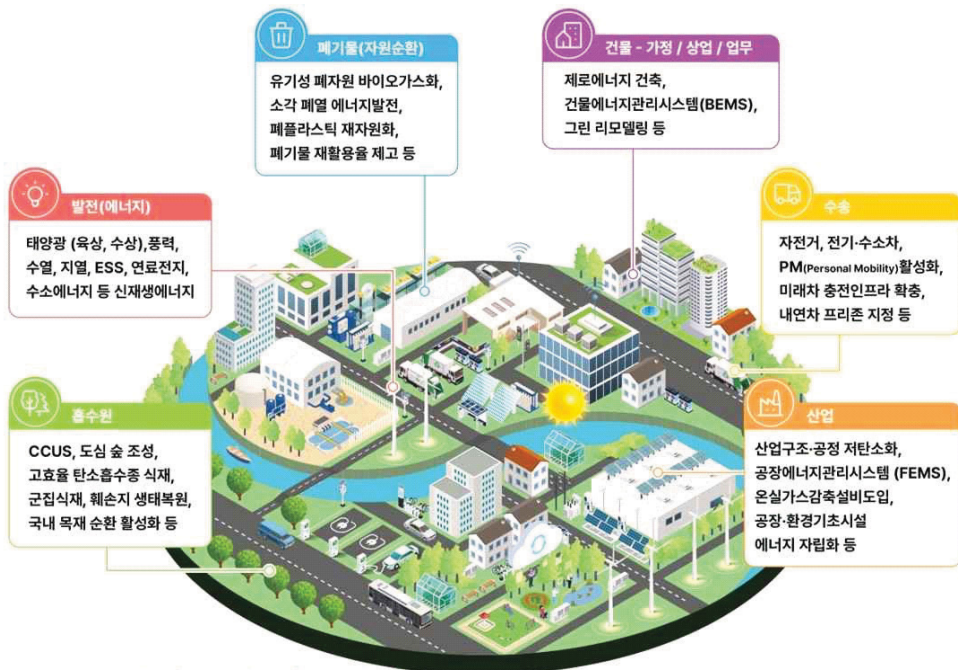 폐기물(자원순환)
유기성 폐자원 바이오가스화,
소각 폐열 에너지발전,
폐플라스틱 재자원화,
폐기물 재활용율 제고 등
건물 - 가정 / 상업 / 업무
제로에너지 건축,
건물에너지관리시스템(BEMS),
그린 리모델링 등
발전(에너지)
태양광 (육상, 수상),풍력,
수열, 지열, ESS, 연료전지,
수소에너지 등 신재생에너지
수송
자전거, 전기·수소차,
PM(Personal Mobility)활성화,
미래차 충전인프라 확충,
내연차 프리존 지정 등
흡수원
CCUS, 도심 숲 조성,
고효율 탄소흡수종 식재,
군집식재, 훼손지 생태복원,
국내 목재 순환 활성화 등
산업
산업구조·공정 저탄소화,
공장에너지관리시스템 (FEMS),
온실가스감축설비도입,
공장·환경기초시설
에너지 자립화 등